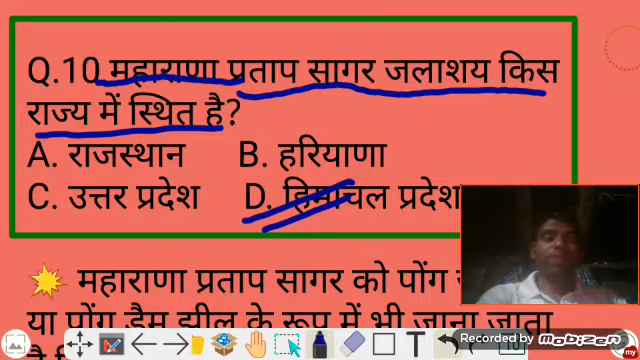 Q.10 महाराणा प्रताप सागर जलाशय किस
राज्य में स्थित है?
A. राजस्थान B. हरियाणा
C. उत्तर प्रदेश D. हिमाचल प्रदेश
महाराणा प्रताप सागर को पोंग
या पोंग डैम झील के रूप में भी जाना जाता
Recorded by mobizen
my